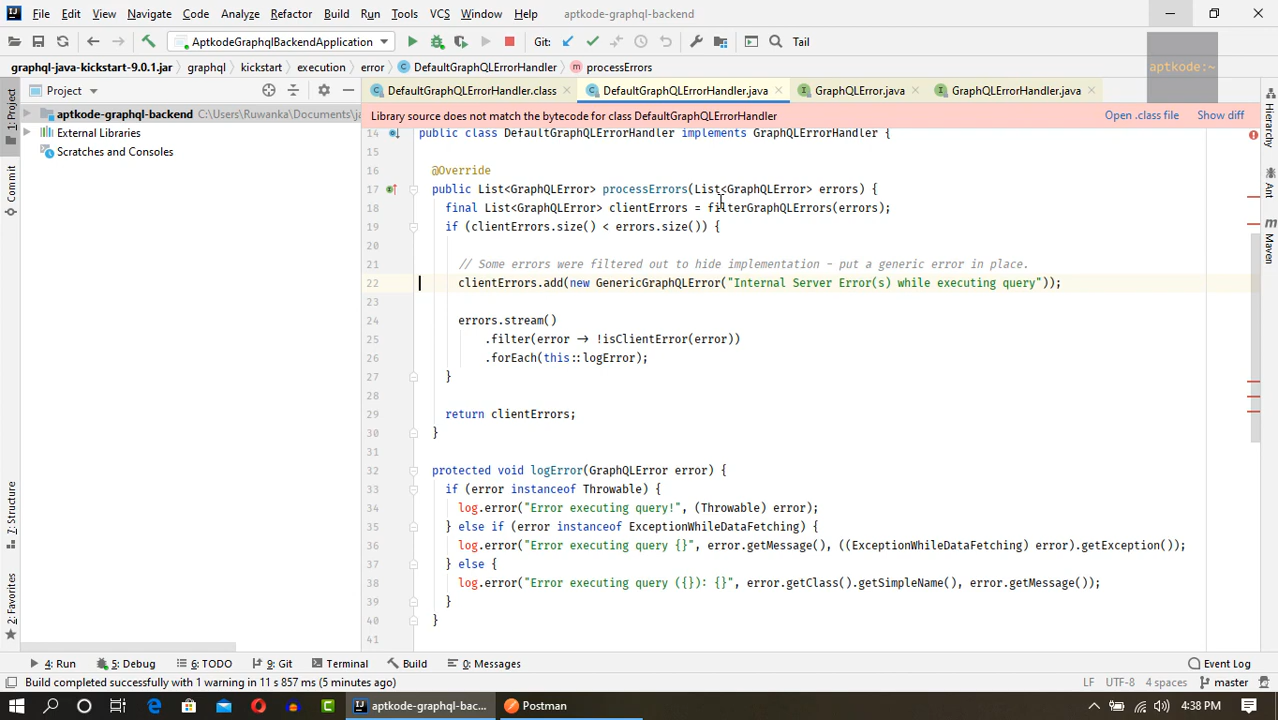 File Edit View Navigate Code Analyze Refactor Build Run Tools VCS Window Help aptkode-graphql-backend
AptkodeGraphqlBackendApplication Git: Tail
graphql-java-kickstart-9.0.1.jar graphql kickstart execution error DefaultGraphQLErrorHandler processErrors
aptkode:~
Project
DefaultGraphQLErrorHandler.class DefaultGraphQLErrorHandler.java GraphQLError.java GraphQLErrorHandler.java
aptkode-graphql-backend C:\Users\Ruwanka\Documents\ja
External Libraries
Scratches and Consoles
1: Project
Commit
7: Structure
2: Favorites
Library source does not match the bytecode for class DefaultGraphQLErrorHandler Open .class file Show diff
14 public class DefaultGraphQLErrorHandler implements GraphQLErrorHandler {
15
16 @Override
17 public List<GraphQLError> processErrors(List<GraphQLError> errors) {
18 final List<GraphQLError> clientErrors = filterGraphQLErrors(errors);
19 if (clientErrors.size() < errors.size()) {
20
21 // Some errors were filtered out to hide implementation - put a generic error in place.
22 clientErrors.add(new GenericGraphQLError("Internal Server Error(s) while executing query"));
23
24 errors.stream()
25 .filter(error → !isClientError(error))
26 .forEach(this::logError);
27 }
28
29 return clientErrors;
30 }
31
32 protected void logError(GraphQLError error) {
33 if (error instanceof Throwable) {
34 log.error("Error executing query!", (Throwable) error);
35 } else if (error instanceof ExceptionWhileDataFetching) {
36 log.error("Error executing query {}", error.getMessage(), ((ExceptionWhileDataFetching) error).getException());
37 } else {
38 log.error("Error executing query ({}): {}", error.getClass().getSimpleName(), error.getMessage());
39 }
40 }
41
Hierarchy
Ant
Maven
4: Run 5: Debug 6: TODO 9: Git Terminal Build 0: Messages Event Log
Build completed successfully with 1 warning in 11 s 857 ms (5 minutes ago) LF UTF-8 4 spaces master
aptkode-graphql-bac... Postman 4:38 PM